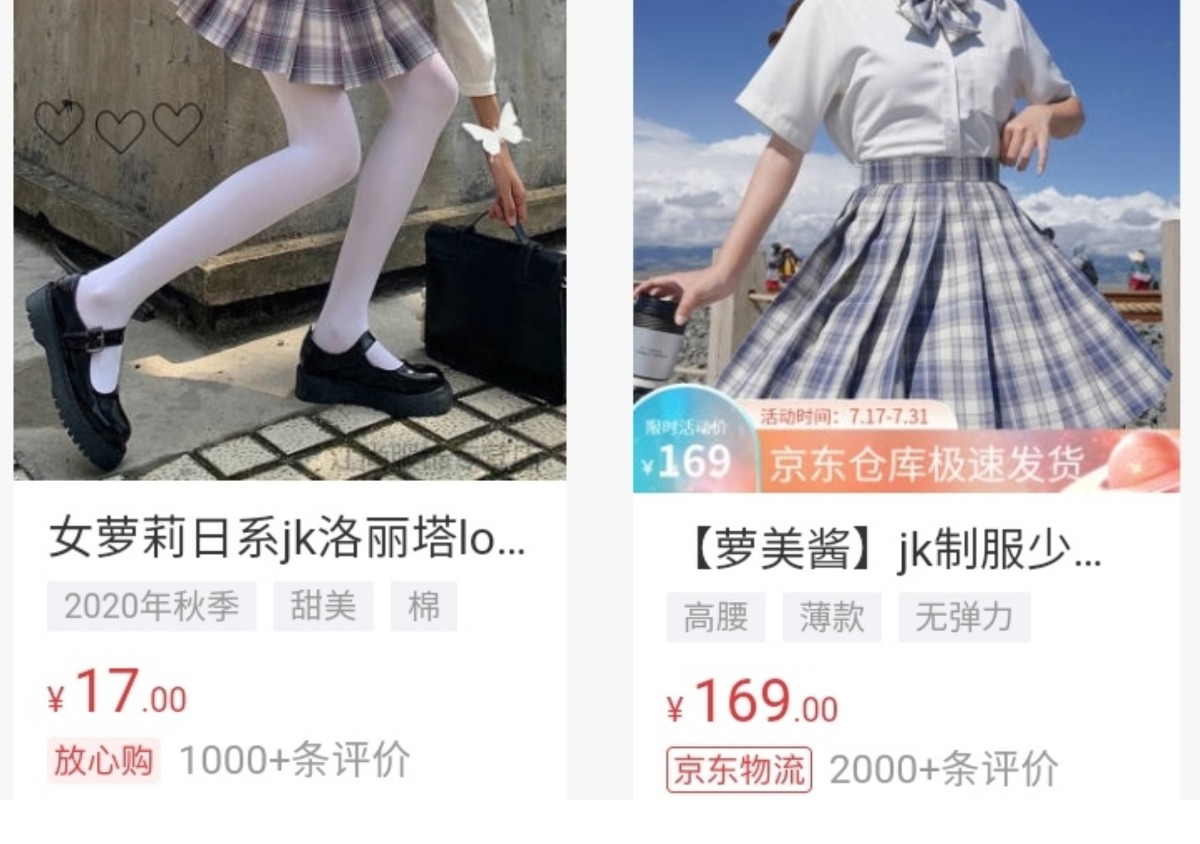 女萝莉日系jk洛丽塔lo...
2020年秋季 甜美 棉
¥17.00
放心购 1000+条评价
活动时间：7.17-7.31
限时活动价
¥169
京东仓库极速发货
【萝美酱】jk制服少...
高腰 薄款 无弹力
¥169.00
京东物流 2000+条评价